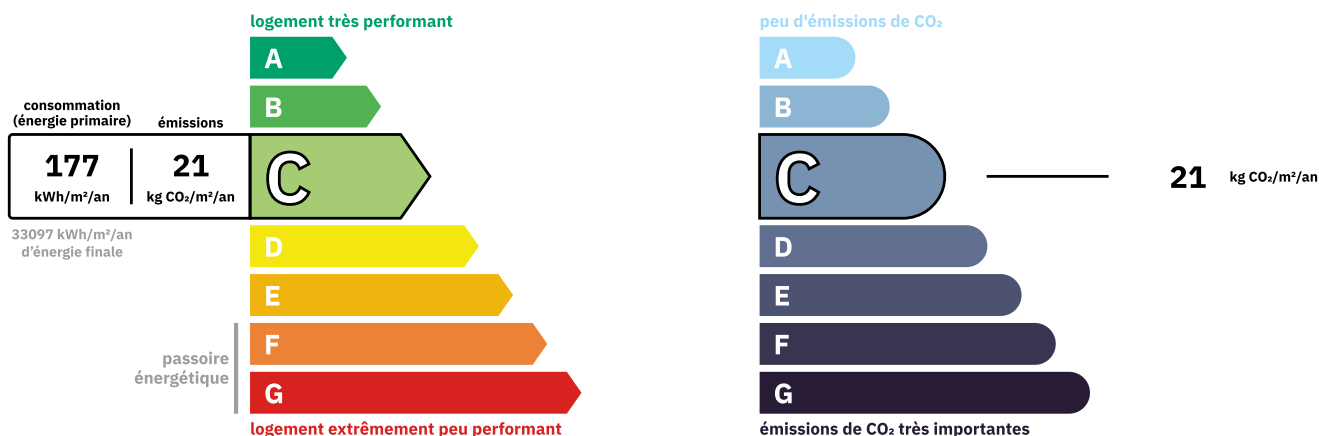 logement très performant
A
B
consommation
(énergie primaire)
émissions
177
kWh/m²/an
21
kg CO₂/m²/an
C
33097 kWh/m²/an
d'énergie finale
D
E
passoire
énergétique
F
G
logement extrêmement peu performant
peu d'émissions de CO₂
A
B
C
21 kg CO₂/m²/an
D
E
F
G
émissions de CO₂ très importantes